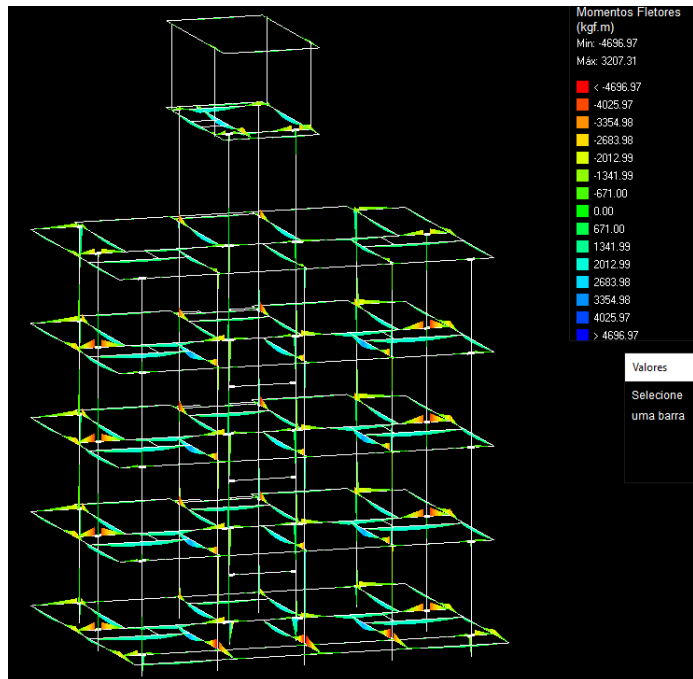 Momentos Fletores
(kgf.m)
Min: -4696.97
Máx: 3207.31
< -4696.97
-4025.97
-3354.98
-2683.98
-2012.99
-1341.99
-671.00
0.00
671.00
1341.99
2012.99
2683.98
3354.98
4025.97
> 4696.97
Valores
Selecione
uma barra